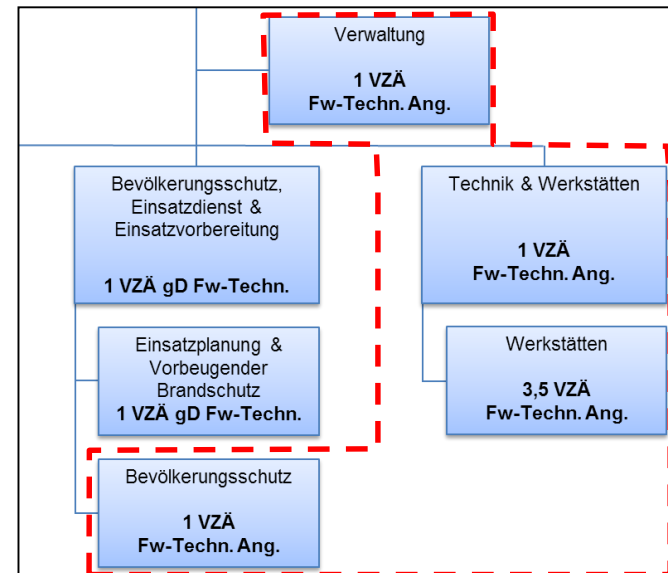 Verwaltung
1 VZÄ
Fw-Techn. Ang.
Bevölkerungsschutz,
Einsatzdienst &
Einsatzvorbereitung
1 VZÄ gD Fw-Techn.
Technik & Werkstätten
1 VZÄ
Fw-Techn. Ang.
Einsatzplanung &
Vorbeugender
Brandschutz
1 VZÄ gD Fw-Techn.
Werkstätten
3,5 VZÄ
Fw-Techn. Ang.
Bevölkerungsschutz
1 VZÄ
Fw-Techn. Ang.